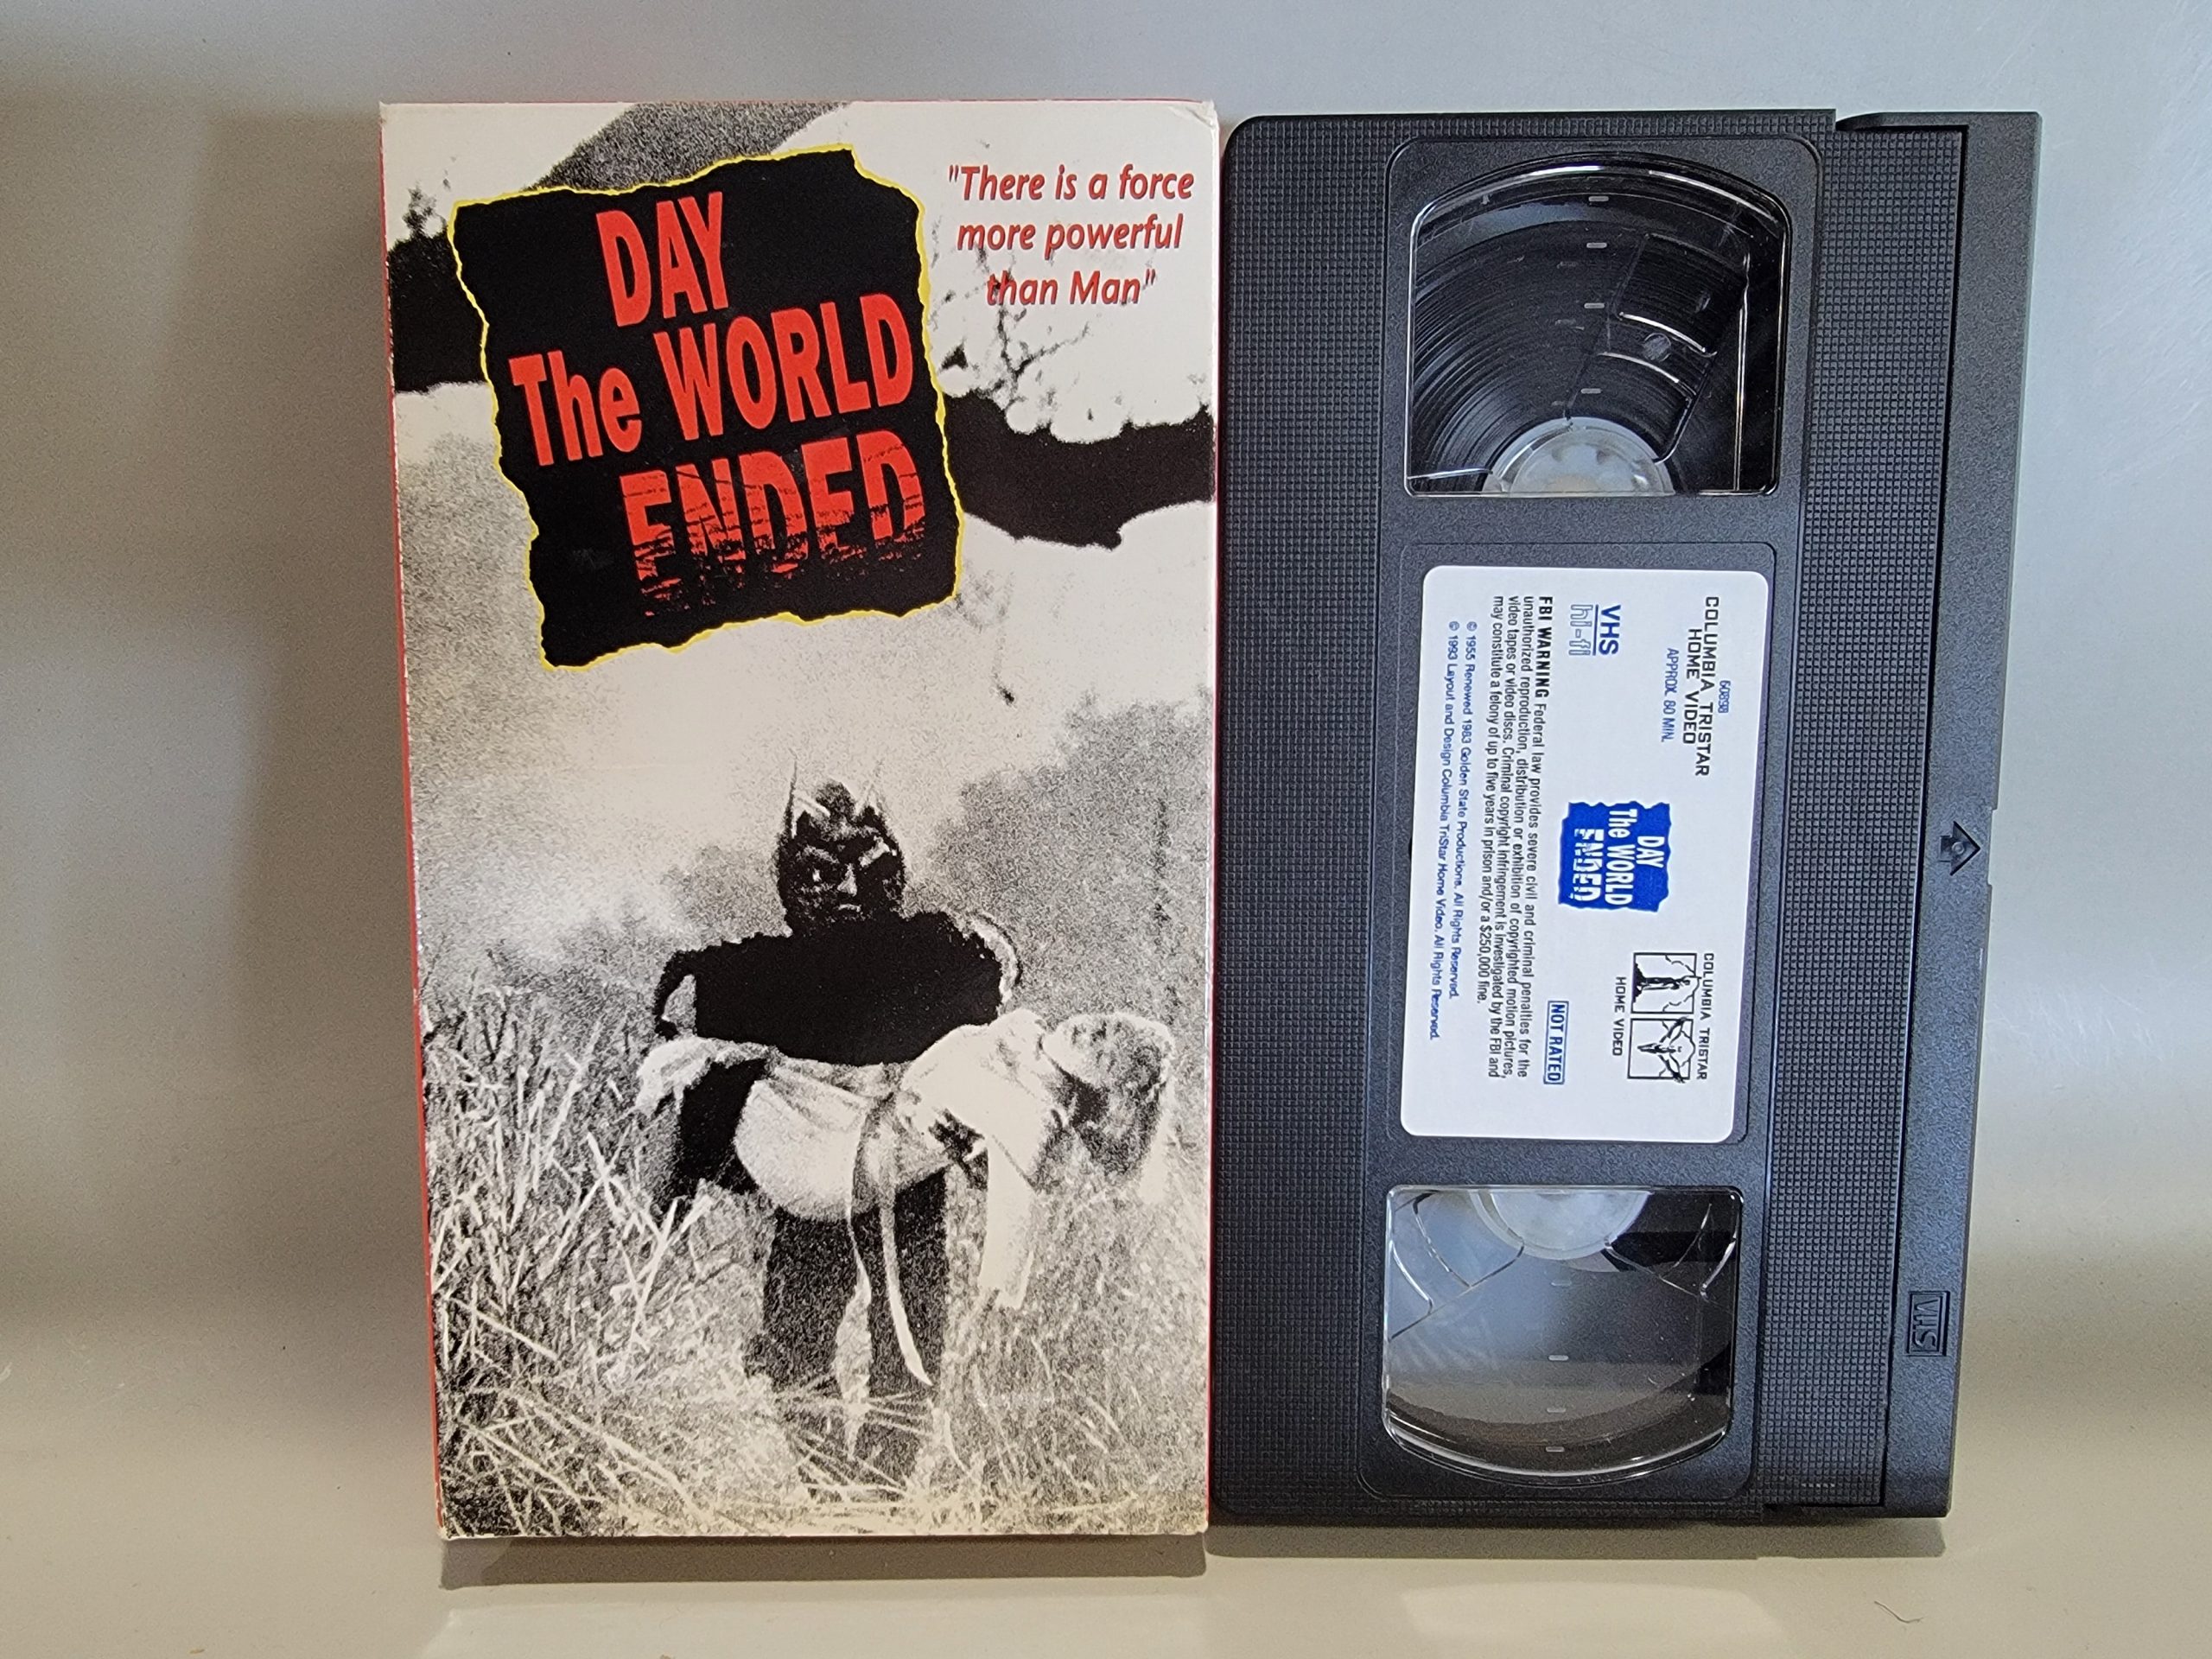 DAY
The WORLD
ENDED
"There is a force
more powerful
than Man"
COLUMBIA TRISTAR
HOME VIDEO
60898
APPROX. 80 MIN.
VHS
hi-fi
DAY
The WORLD
ENDED
COLUMBIA TRISTAR
HOME VIDEO
NOT RATED
FBI WARNING Federal law provides severe civil and criminal penalties for the
unauthorized reproduction, distribution or exhibition of copyrighted motion pictures,
video tapes or video discs. Criminal copyright infringement is investigated by the FBI and
may constitute a felony of up to five years in prison and/or a $250,000 fine.
© 1955 Renewed 1983 Golden State Productions. All Rights Reserved.
© 1993 Layout and Design Columbia TriStar Home Video. All Rights Reserved.
VHS